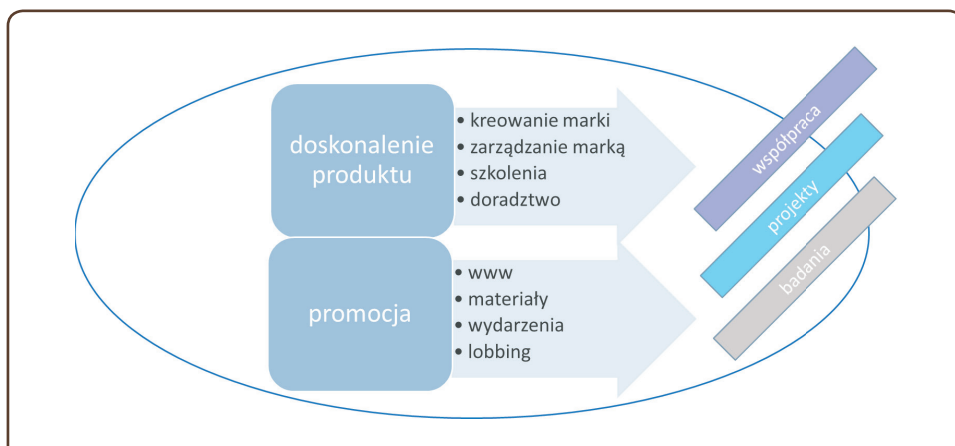 doskonalenie
produktu
• kreowanie marki
• zarządzanie marką
• szkolenia
• doradztwo
promocja
• www
• materiały
• wydarzenia
• lobbing
współpraca
projekty
badania